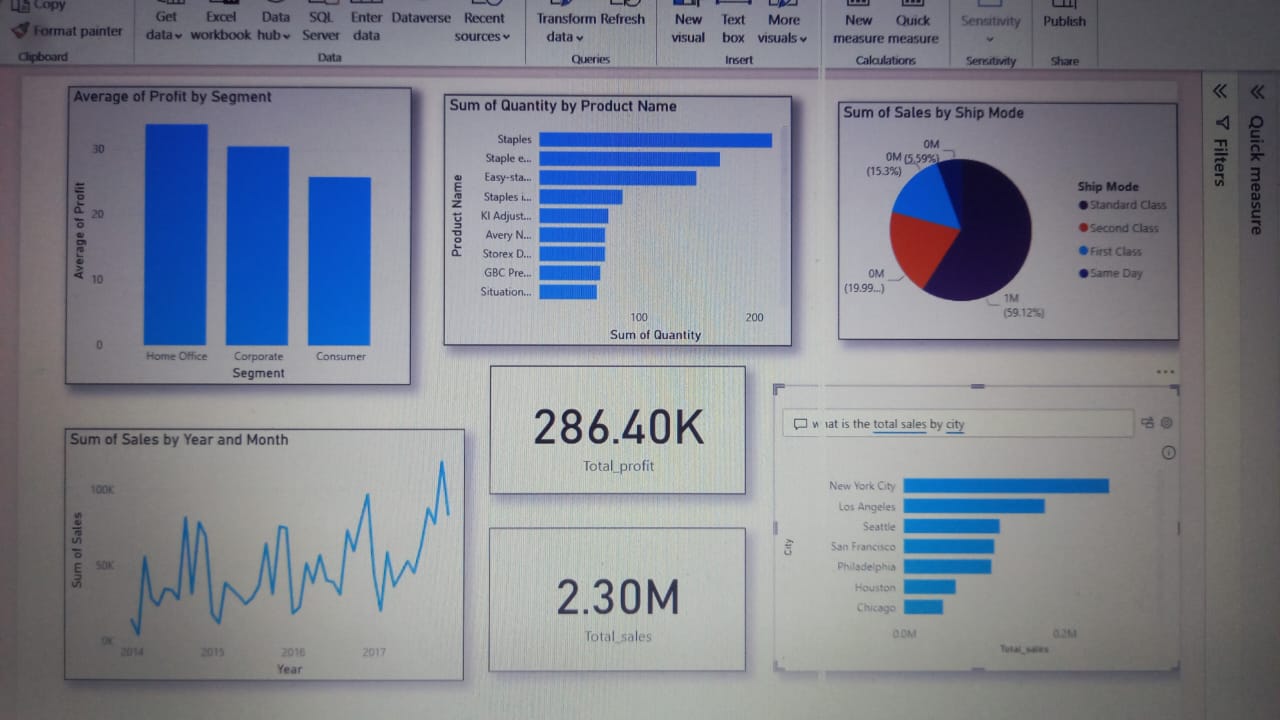 Copy
Format painter
Clipboard
Get data
Excel workbook
Data hub
SQL Server
Enter data
Dataverse
Recent sources
Data
Transform data
Refresh
Queries
New visual
Text box
More visuals
Insert
New measure
Quick measure
Calculations
Sensitivity
Sensitivity
Publish
Share
Average of Profit by Segment
Average of Profit
30
20
10
0
Home Office
Corporate
Consumer
Segment
Sum of Quantity by Product Name
Product Name
Staples
Staple e...
Easy-sta...
Staples i...
KI Adjust...
Avery N...
Storex D...
GBC Pre...
Situation...
100
200
Sum of Quantity
Sum of Sales by Ship Mode
0M (5.59%)
0M (15.3%)
0M
(19.99...)
1M
(59.12%)
Ship Mode
Standard Class
Second Class
First Class
Same Day
Filters
Quick measure
Sum of Sales by Year and Month
Sum of Sales
100K
50K
0K
2014
2015
2016
2017
Year
286.40K
Total_profit
2.30M
Total_sales
is the total sales by city
City
New York City
Los Angeles
Seattle
San Francisco
Philadelphia
Houston
Chicago
0.0M
0.2M
Total_sales